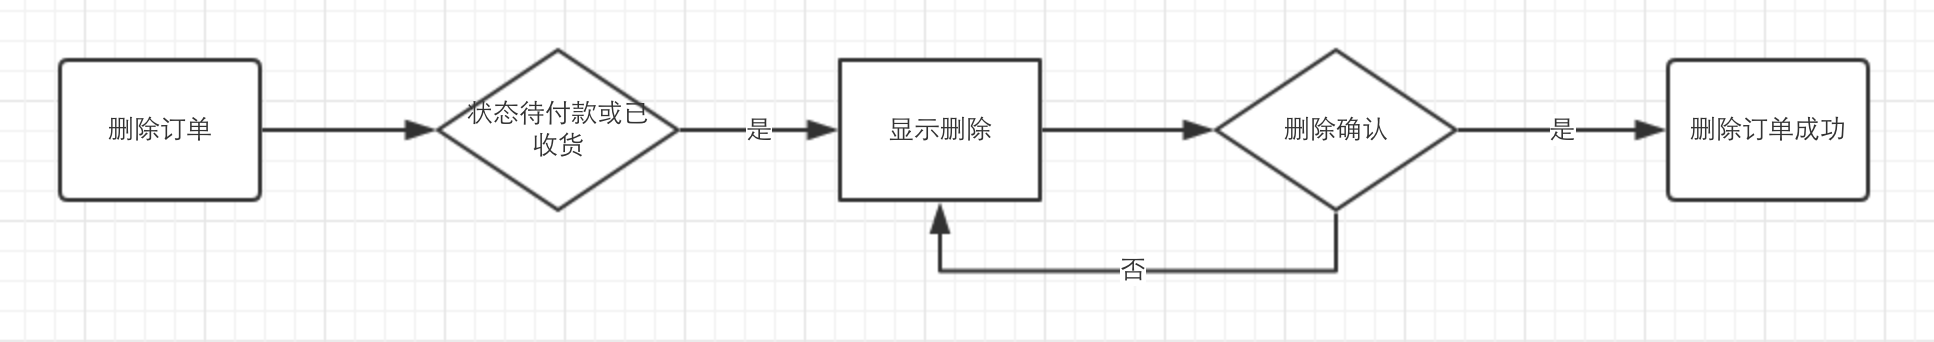 删除订单
状态待付款或已
收货
是
显示删除
删除确认
是
删除订单成功
否